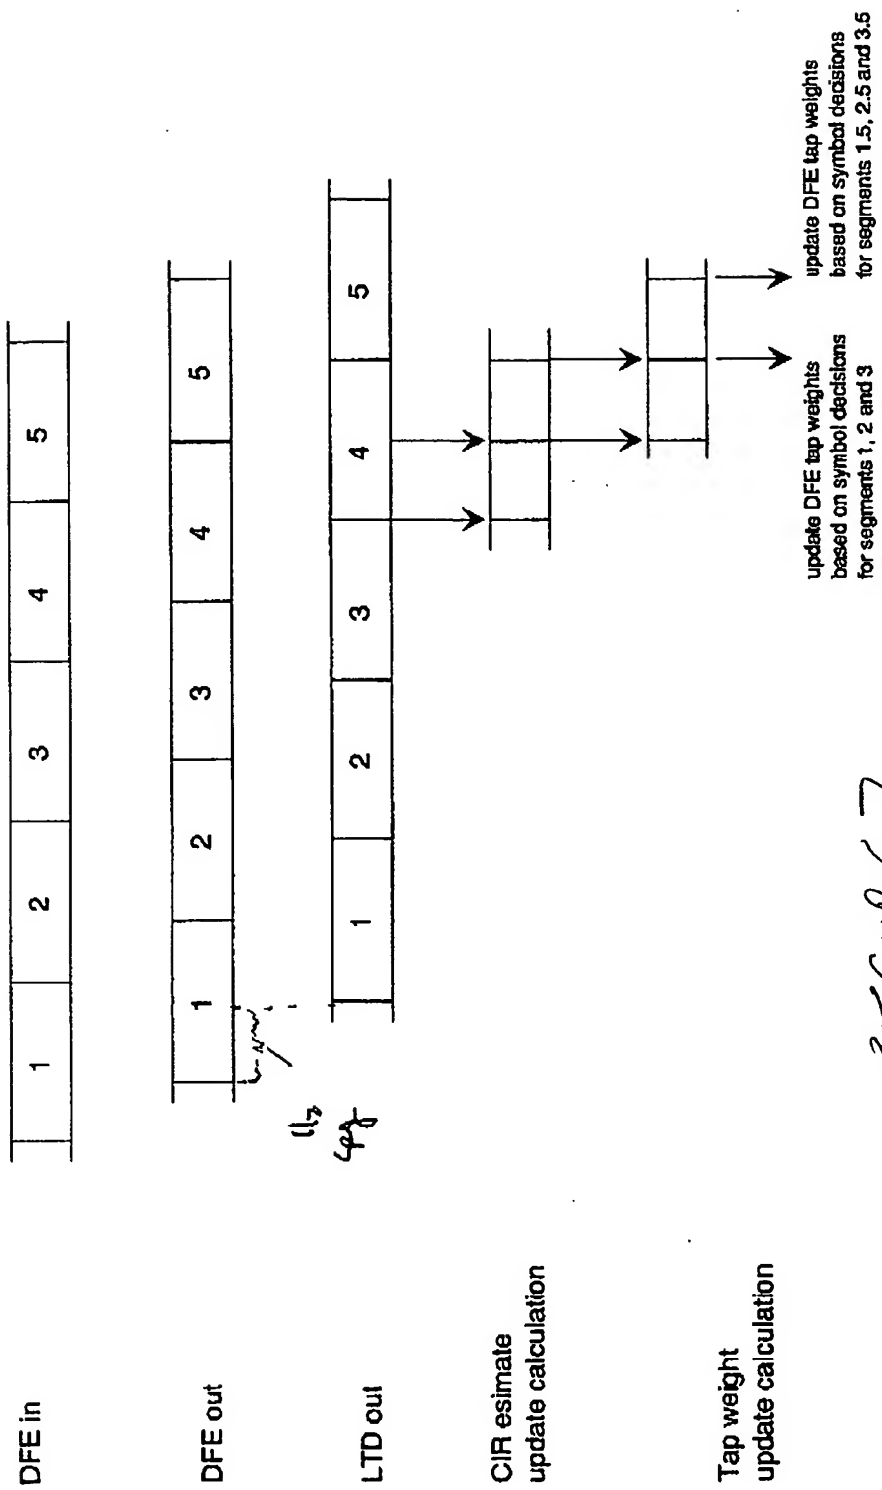 DFE in
1
2
3
4
5
DFE out
1
2
3
4
5
LTD out
1
2
3
4
5
CIR esimate
update calculation
Tap weight
update calculation
update DFE tap weights
based on symbol decisions
for segments 1, 2 and 3
update DFE tap weights
based on symbol decisions
for segments 1.5, 2.5 and 3.5